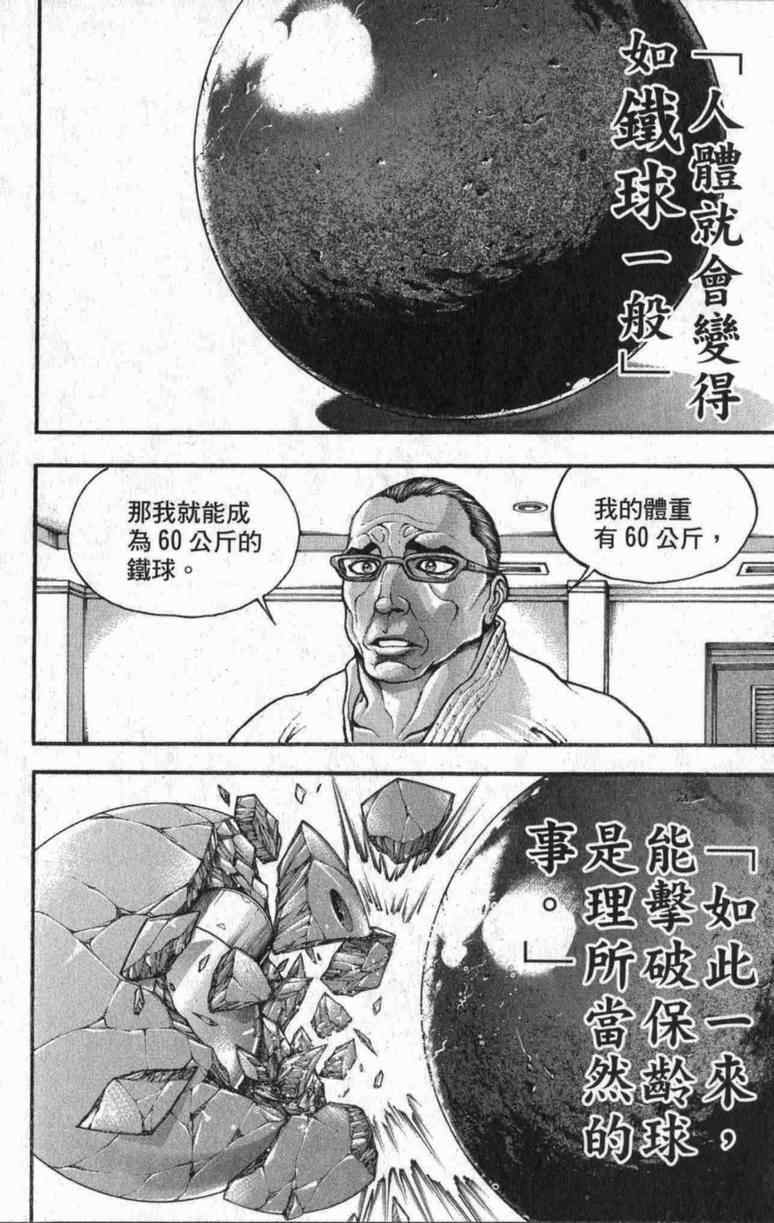 「人體就會變得
如鐵球一般」
我的體重
有60公斤，
那我就能成
為60公斤的
鐵球。
「如此一來，
能擊破保齡球
是理所當然的
事。」